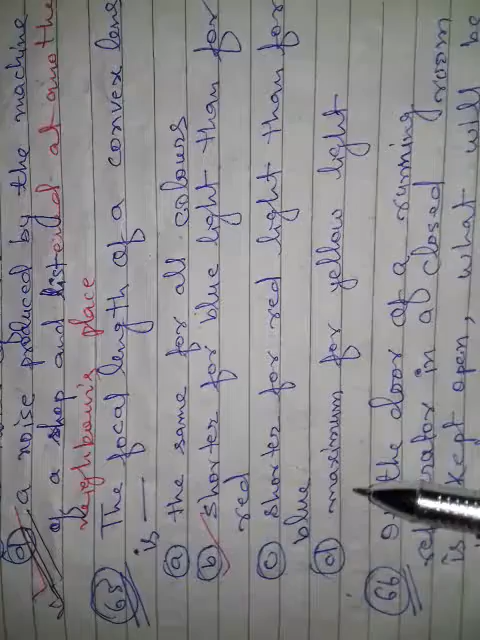 (d) a noise produced by the machine
of a shop and listened at another
neighbour's place
(65) The focal length of a convex lens
is —
(a) the same for all colours
(b) shorter for blue light than for
red
(c) shorter for red light than for
blue
(d) maximum for yellow light
(66) If the door of a running
refrigerator in a closed room
is kept open, what will be